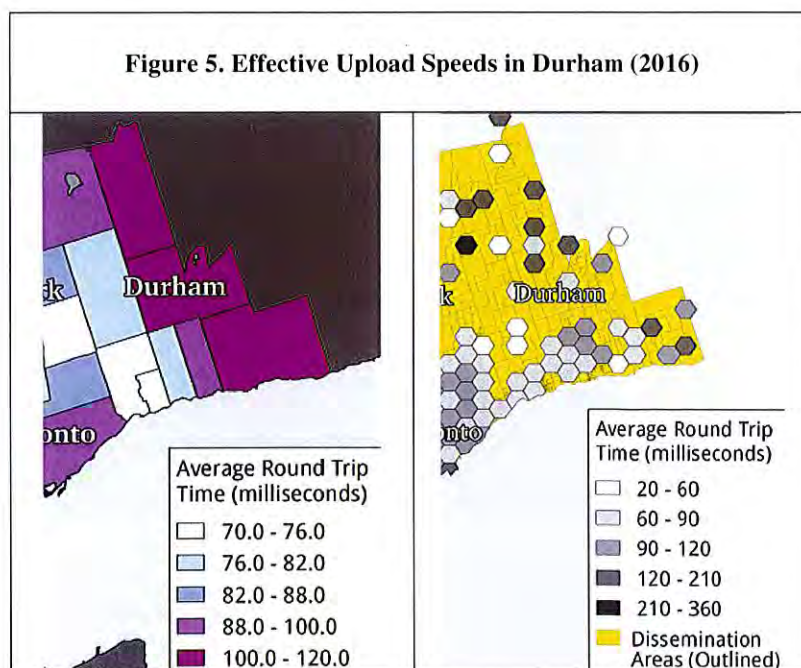 Figure 5. Effective Upload Speeds in Durham (2016)
k
Durham
onto
Average Round Trip
Time (milliseconds)
70.0 - 76.0
76.0 - 82.0
82.0 - 88.0
88.0 - 100.0
100.0 - 120.0
k
Durham
onto
Average Round Trip
Time (milliseconds)
20 - 60
60 - 90
90 - 120
120 - 210
210 - 360
Dissemination
Areas (Outlined)